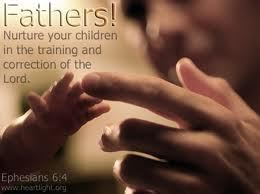 Fathers!
Nurture your children
in the training and
correction of the
Lord.
Ephesians 6:4
www.heartlight.org